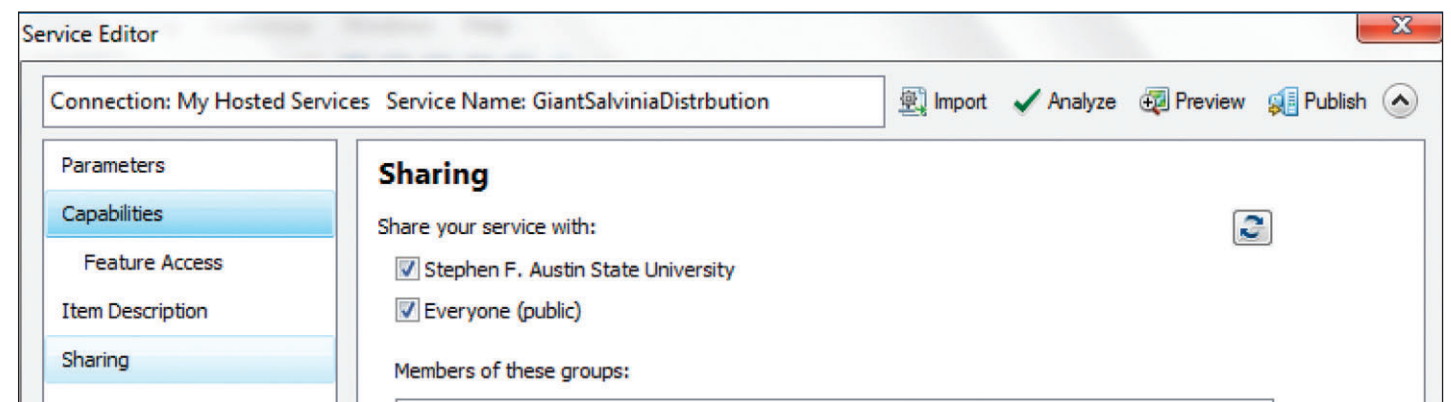 Service Editor
Connection: My Hosted Services Service Name: GiantSalviniaDistrbution Import Analyze Preview Publish
Parameters
Capabilities
Feature Access
Item Description
Sharing
Sharing
Share your service with:
Stephen F. Austin State University
Everyone (public)
Members of these groups: